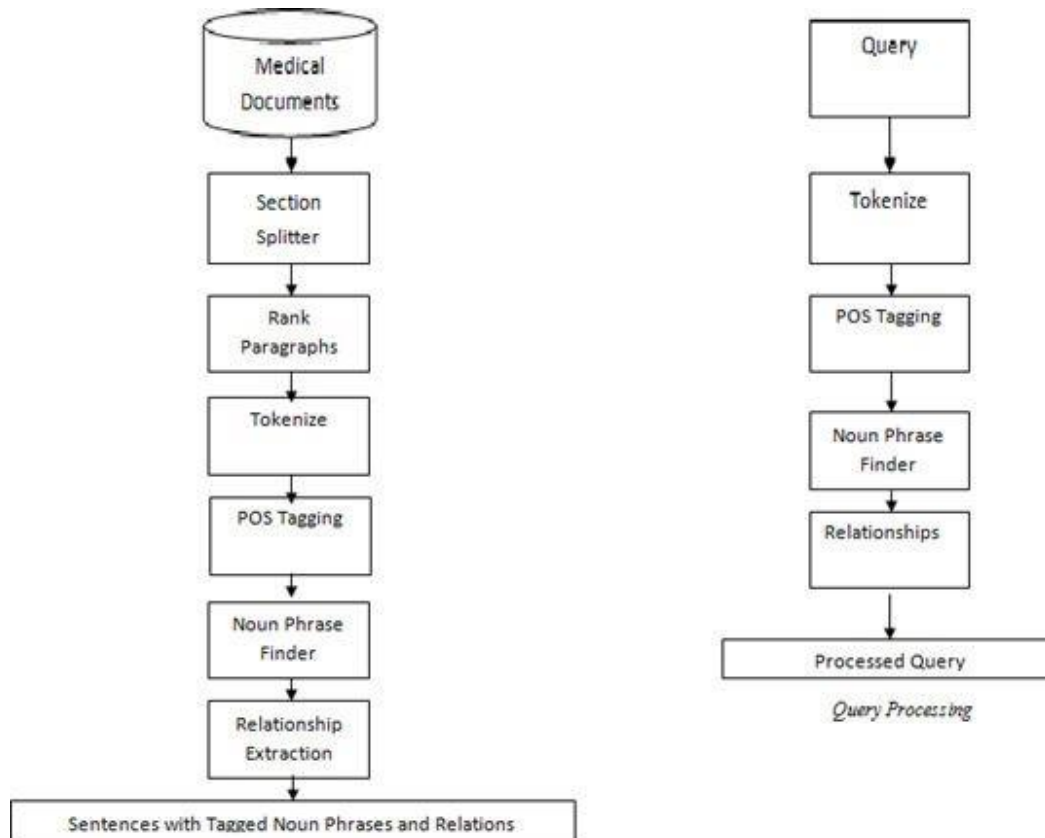 Medical
Documents
Section
Splitter
Rank
Paragraphs
Tokenize
POS Tagging
Noun Phrase
Finder
Relationship
Extraction
Sentences with Tagged Noun Phrases and Relations
Query
Tokenize
POS Tagging
Noun Phrase
Finder
Relationships
Processed Query
Query Processing